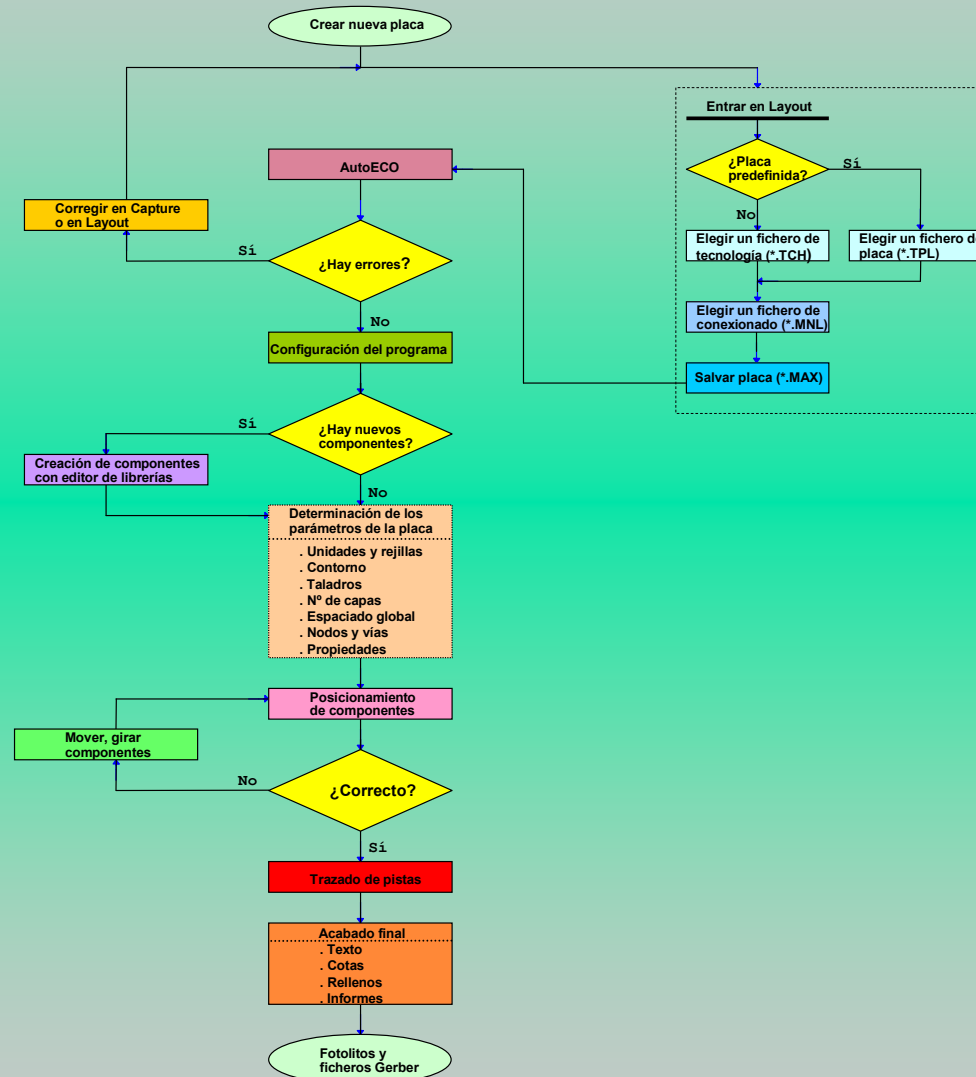 Crear nueva placa
Entrar en Layout
¿Placa
predefinida?
Sí
No
Elegir un fichero de
tecnología (*.TCH)
Elegir un fichero de
placa (*.TPL)
Elegir un fichero de
conexionado (*.MNL)
Salvar placa (*.MAX)
AutoECO
Corregir en Capture
o en Layout
Sí
¿Hay errores?
No
Configuración del programa
Sí
¿Hay nuevos
componentes?
Creación de componentes
con editor de librerías
No
Determinación de los
parámetros de la placa
. Unidades y rejillas
. Contorno
. Taladros
. Nº de capas
. Espaciado global
. Nodos y vías
. Propiedades
Posicionamiento
de componentes
Mover, girar
componentes
No
¿Correcto?
Sí
Trazado de pistas
Acabado final
. Texto
. Cotas
. Rellenos
. Informes
Fotolitos y
ficheros Gerber